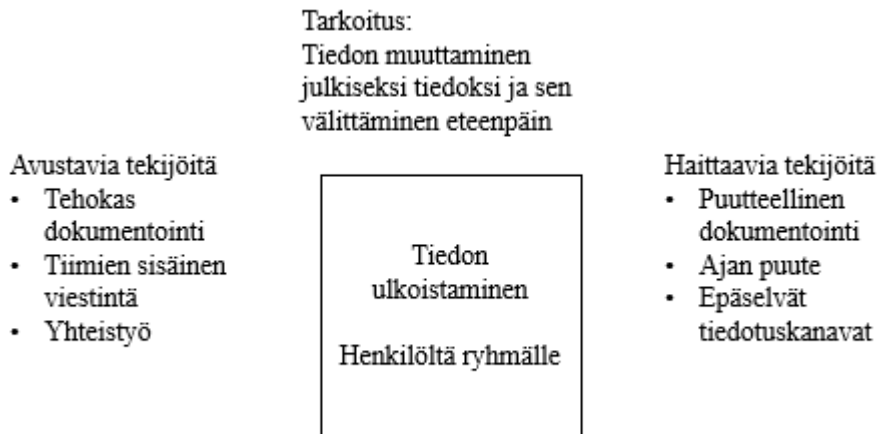 Tarkoitus:
Tiedon muuttaminen
julkiseksi tiedoksi ja sen
välittäminen eteenpäin
Avustavia tekijöitä
• Tehokas
dokumentointi
• Tiimien sisäinen
viestintä
• Yhteistyö
Tiedon
ulkoistaminen
Henkilöltä ryhmälle
Haittaavia tekijöitä
• Puutteellinen
dokumentointi
• Ajan puute
• Epäselvät
tiedotuskanavat